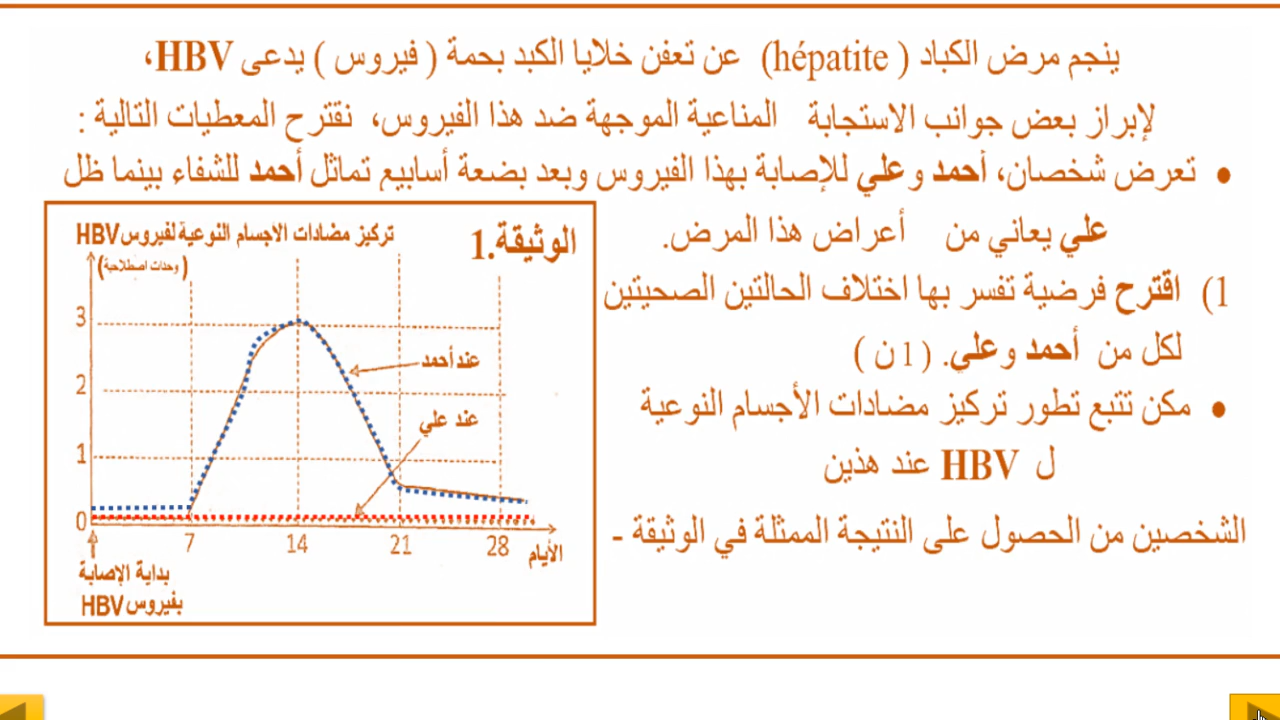 ينجم مرض الكباد ( hépatite) عن تعفن خلايا الكبد بحمة ( فيروس ) يدعى HBV،
لإبراز بعض جوانب الاستجابة المناعية الموجهة ضد هذا الفيروس، نقترح المعطيات التالية :
• تعرض شخصان، أحمد وعلي للإصابة بهذا الفيروس وبعد بضعة أسابيع تماثل أحمد للشفاء بينما ظل
علي يعاني من أعراض هذا المرض.
1) اقترح فرضية تفسر بها اختلاف الحالتين الصحيتين
لكل من أحمد وعلي. ( 1 ن )
• مكن تتبع تطور تركيز مضادات الأجسام النوعية
ل HBV عند هذين
الشخصين من الحصول على النتيجة الممثلة في الوثيقة -
الوثيقة.1
تركيز مضادات الاجسام النوعية لفيروس HBV
( وحدات اصطلاحية)
3
2
1
0
عند أحمد
عند علي
7 14 21 28
الأيام
بداية الإصابة
بفيروس HBV